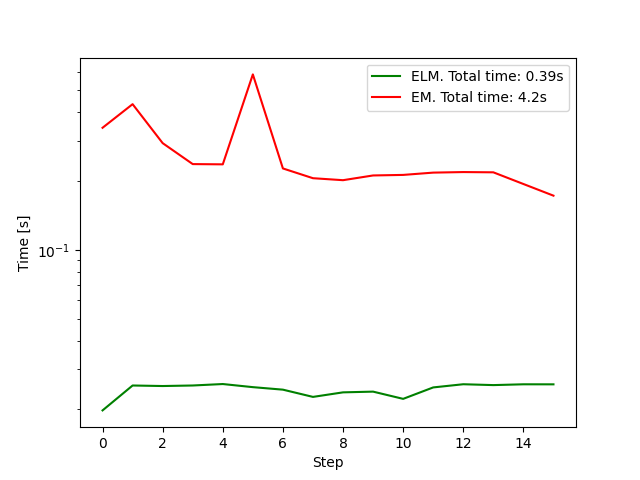 ELM. Total time: 0.39s
EM. Total time: 4.2s
Time [s]
10⁻¹
0 2 4 6 8 10 12 14
Step